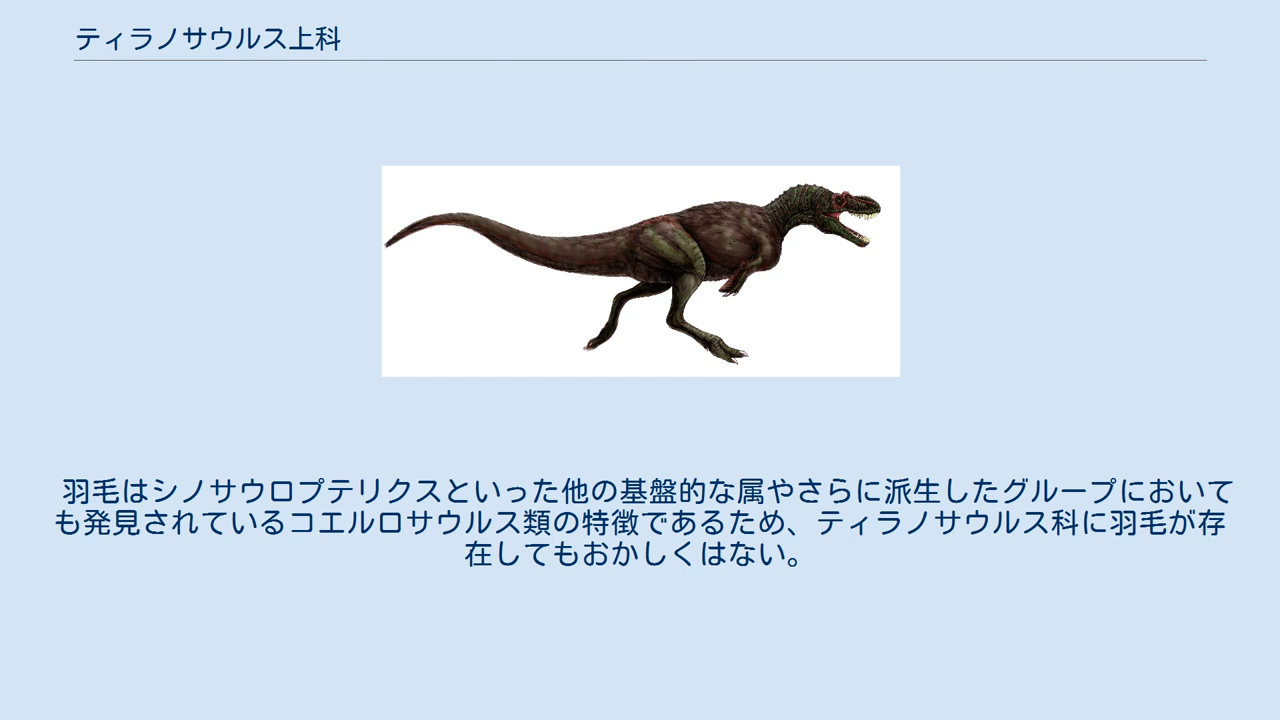 ティラノサウルス上科
羽毛はシノサウロプテリクスといった他の基盤的な属やさらに派生したグループにおいて
も発見されているコエルロサウルス類の特徴であるため、ティラノサウルス科に羽毛が存
在してもおかしくはない。